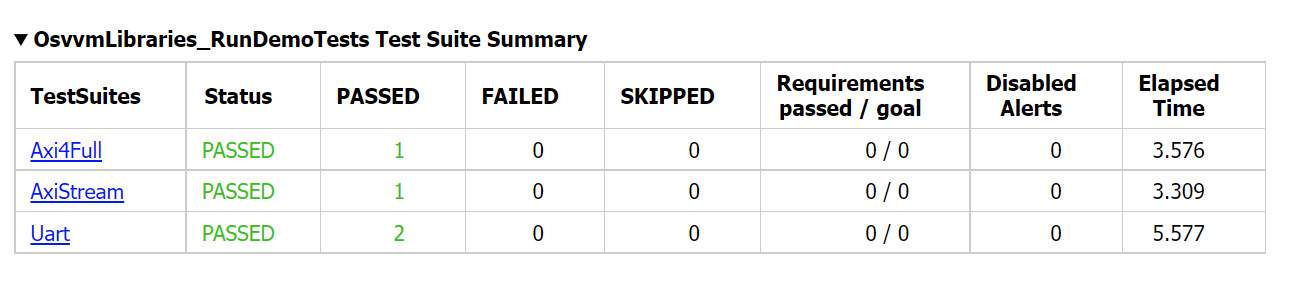 ▼ OsvvmLibraries_RunDemoTests Test Suite Summary
TestSuites Status PASSED FAILED SKIPPED Requirements passed / goal Disabled Alerts Elapsed Time
Axi4Full PASSED 1 0 0 0 / 0 0 3.576
AxiStream PASSED 1 0 0 0 / 0 0 3.309
Uart PASSED 2 0 0 0 / 0 0 5.577